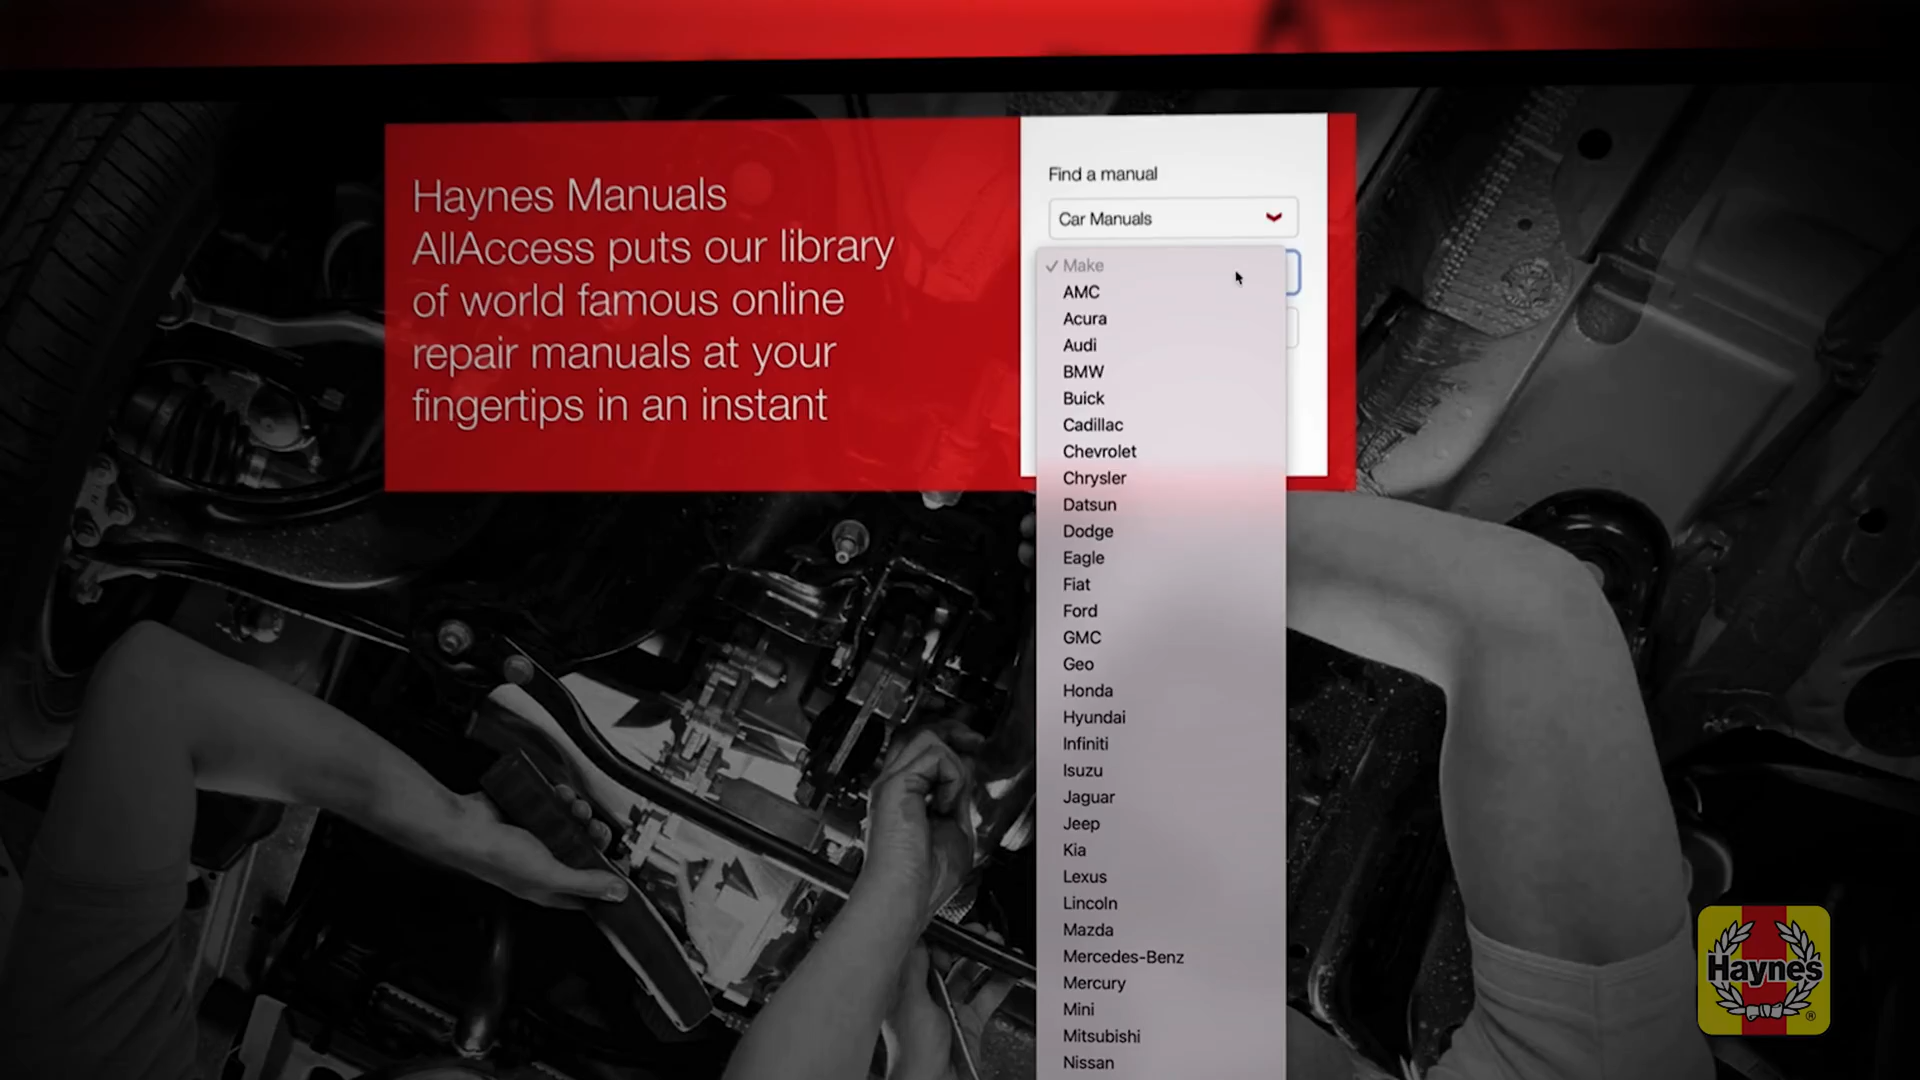 Haynes Manuals
AllAccess puts our library
of world famous online
repair manuals at your
fingertips in an instant
Find a manual
Car Manuals
✓ Make
AMC
Acura
Audi
BMW
Buick
Cadillac
Chevrolet
Chrysler
Datsun
Dodge
Eagle
Fiat
Ford
GMC
Geo
Honda
Hyundai
Infiniti
Isuzu
Jaguar
Jeep
Kia
Lexus
Lincoln
Mazda
Mercedes-Benz
Mercury
Mini
Mitsubishi
Nissan
Haynes
®